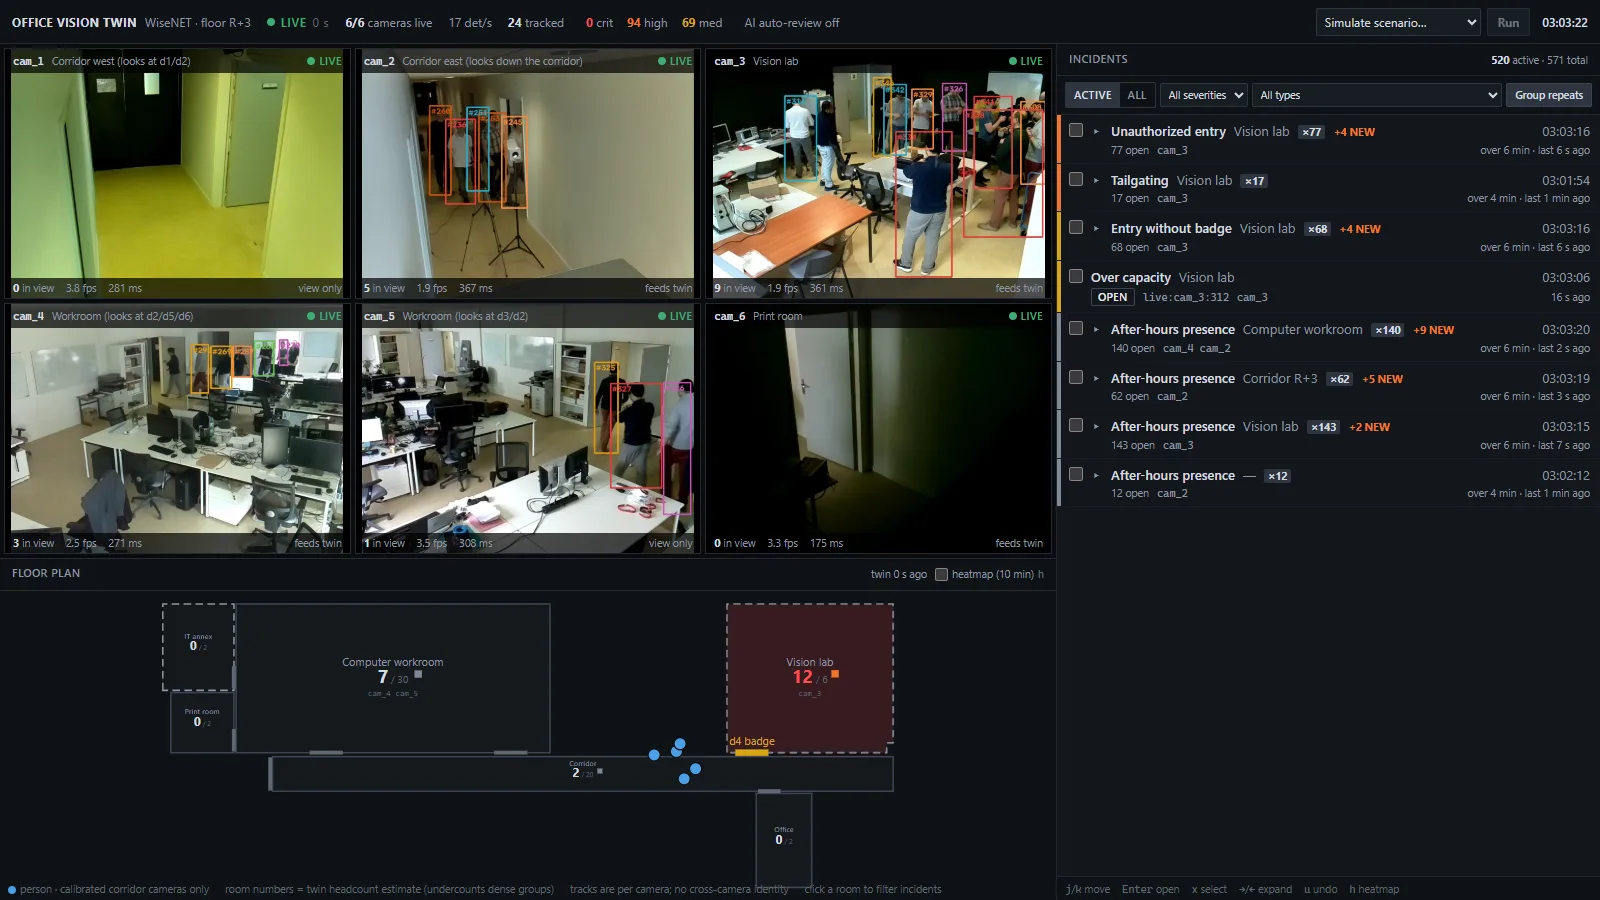 OFFICE VISION TWIN WiseNET · floor R+3 ● LIVE 0 s 6/6 cameras live 17 det/s 24 tracked 0 crit 94 high 69 med AI auto-review off Simulate scenario... Run 03:03:22
cam_1 Corridor west (looks at d1/d2) ● LIVE
0 in view 3.8 fps 281 ms view only
cam_2 Corridor east (looks down the corridor) ● LIVE
#260
#245
5 in view 1.9 fps 367 ms feeds twin
cam_3 Vision lab ● LIVE
#329
#326
9 in view 1.9 fps 361 ms feeds twin
cam_4 Workroom (looks at d2/d5/d6) ● LIVE
3 in view 2.5 fps 271 ms feeds twin
cam_5 Workroom (looks at d3/d2) ● LIVE
#325
#327
1 in view 3.5 fps 308 ms view only
cam_6 Print room ● LIVE
0 in view 3.3 fps 175 ms feeds twin
FLOOR PLAN twin 0 s ago heatmap (10 min) h
IT annex
0 / 2
Print room
0 / 2
Computer workroom
7 / 30
cam_4 cam_5
Vision lab
12 / 6
cam_3
d4 badge
Corridor
2 / 20
Office
0 / 2
● person · calibrated corridor cameras only room numbers = twin headcount estimate (undercounts dense groups) tracks are per camera; no cross-camera identity click a room to filter incidents
INCIDENTS 520 active · 571 total
ACTIVE ALL All severities All types Group repeats
Unauthorized entry Vision lab ×77 +4 NEW 03:03:16
77 open cam_3 over 6 min · last 6 s ago
Tailgating Vision lab ×17 03:01:54
17 open cam_3 over 4 min · last 1 min ago
Entry without badge Vision lab ×68 +4 NEW 03:03:16
68 open cam_3 over 6 min · last 6 s ago
Over capacity Vision lab 03:03:06
OPEN live:cam_3:312 cam_3 16 s ago
After-hours presence Computer workroom ×140 +9 NEW 03:03:20
140 open cam_4 cam_2 over 6 min · last 2 s ago
After-hours presence Corridor R+3 ×62 +5 NEW 03:03:19
62 open cam_2 over 6 min · last 3 s ago
After-hours presence Vision lab ×143 +2 NEW 03:03:15
143 open cam_3 over 6 min · last 7 s ago
After-hours presence — ×12 03:02:12
12 open cam_2 over 4 min · last 1 min ago
j/k move Enter open x select →/← expand u undo h heatmap